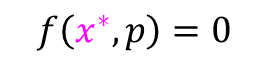 f(x*,p) = 0